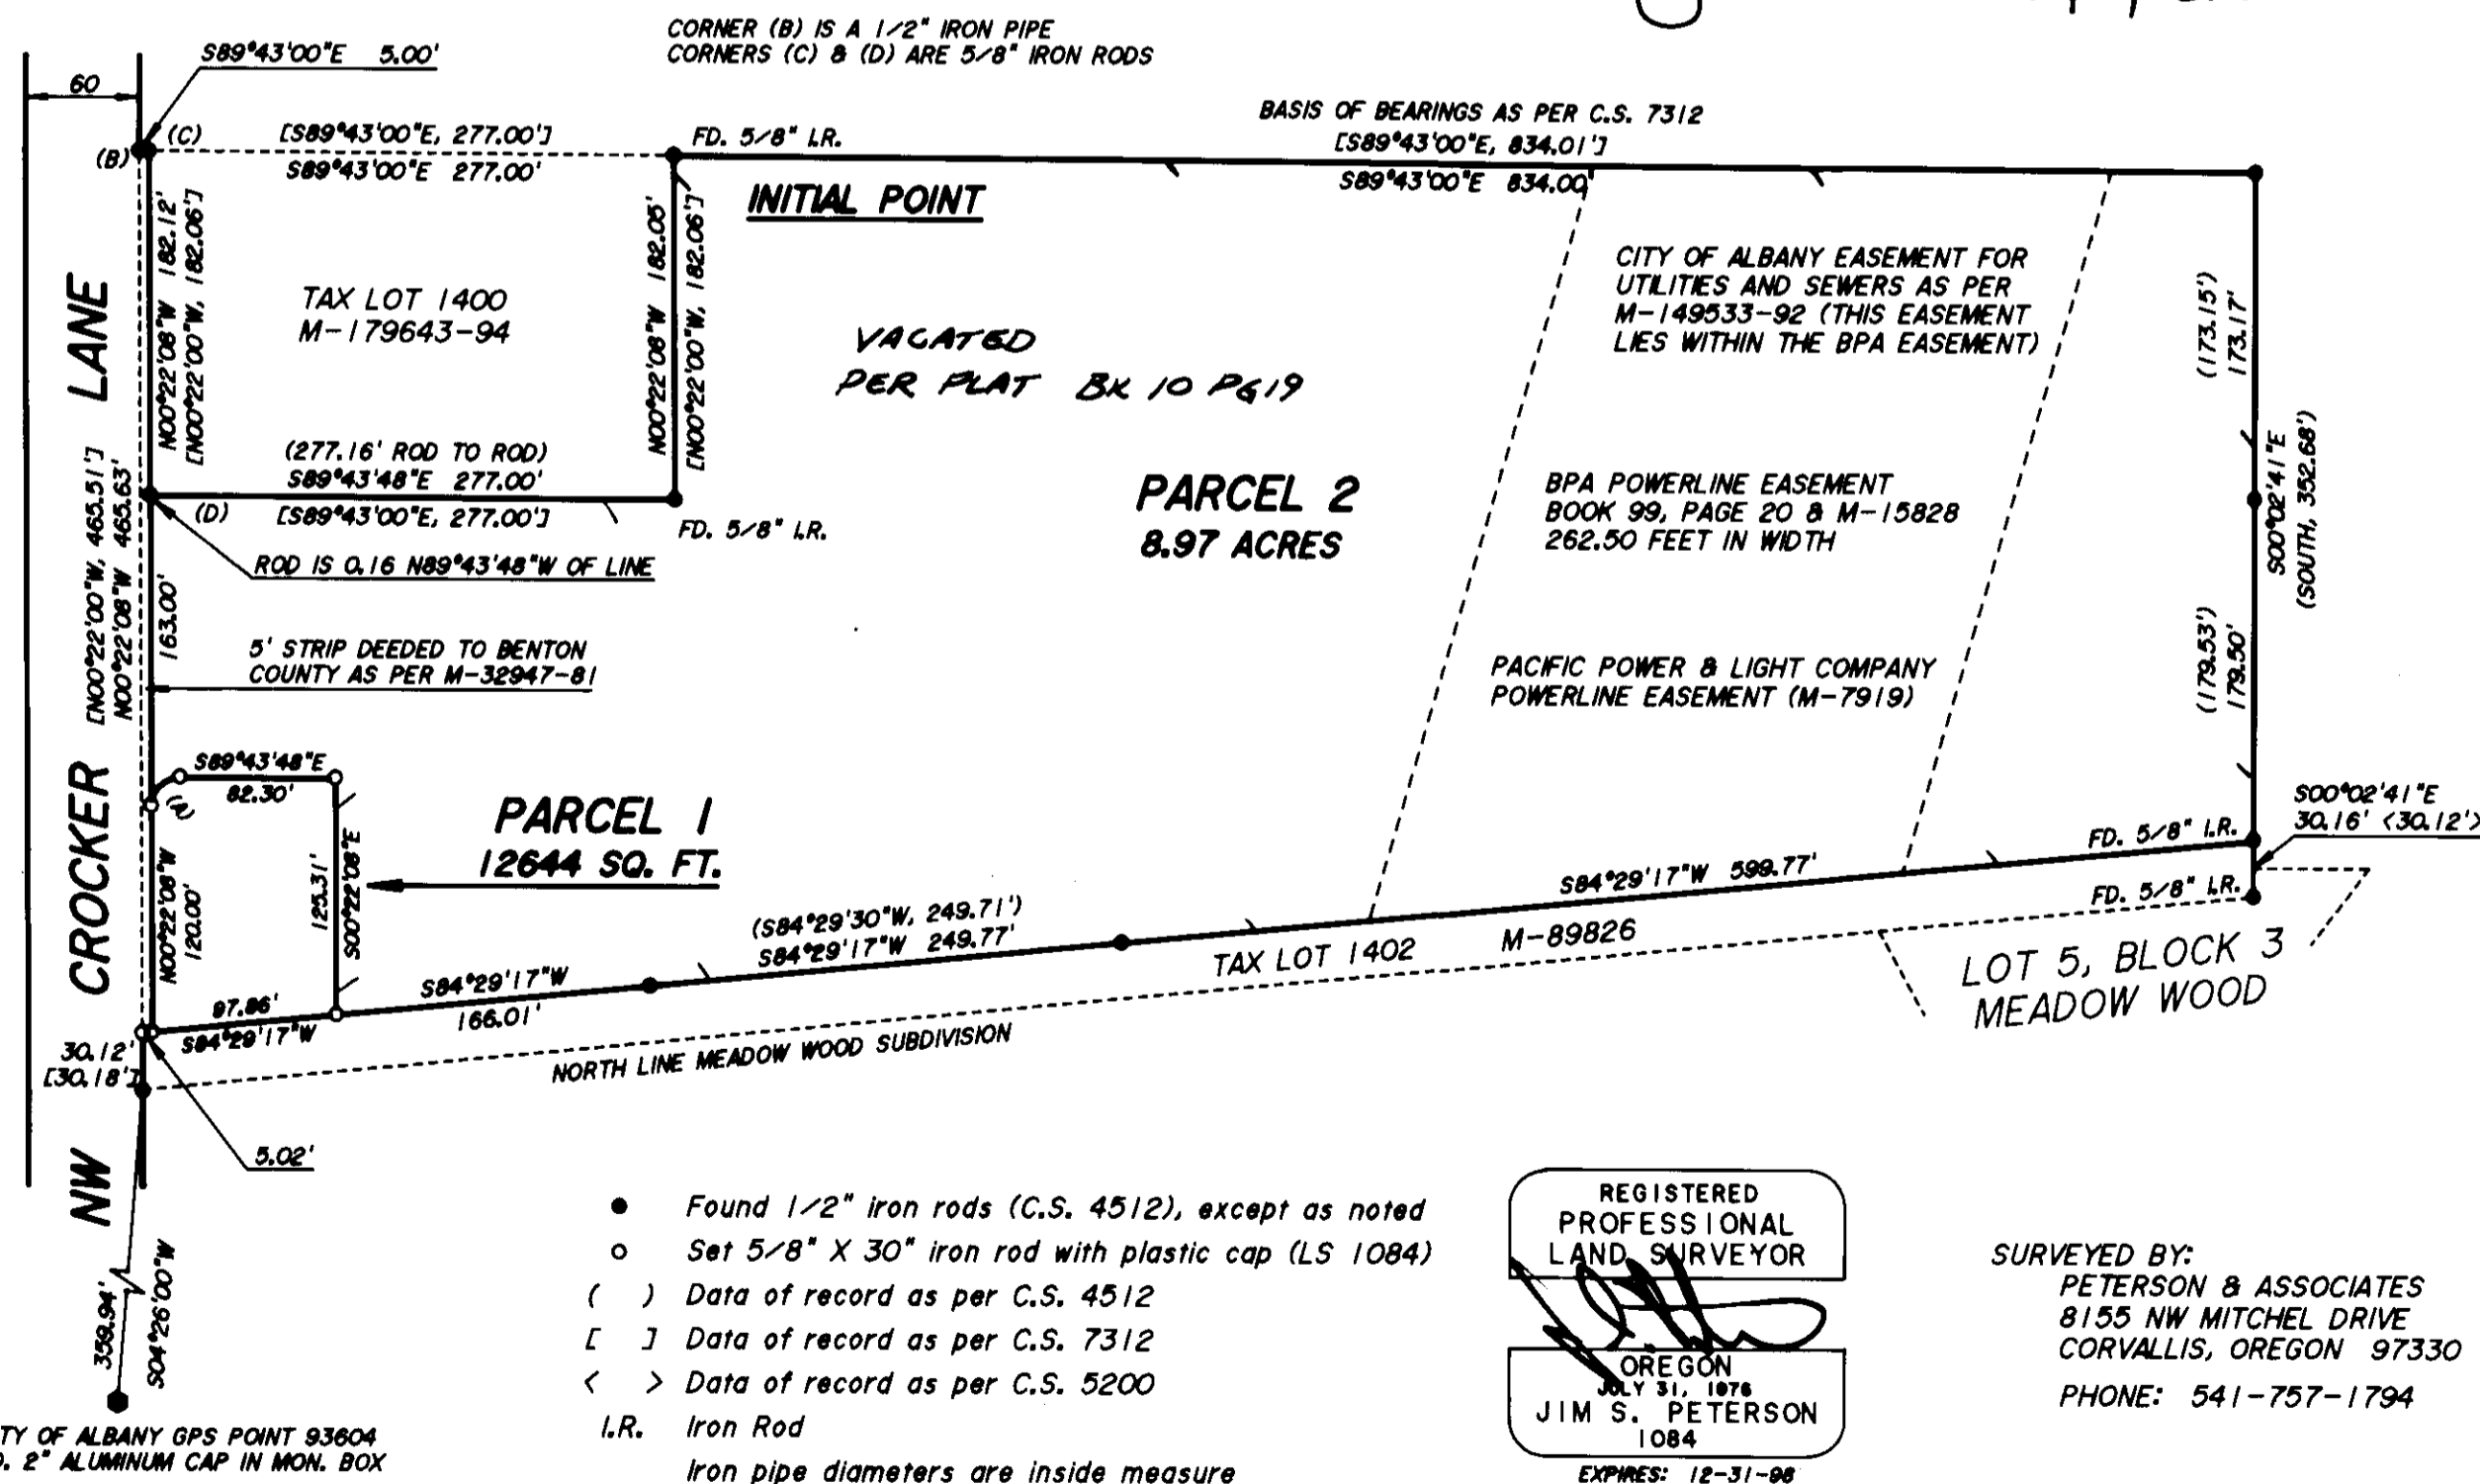 CORNER (B) IS A 1/2" IRON PIPE
CORNERS (C) & (D) ARE 5/8" IRON RODS
S89°43'00"E 5.00'
60
BASIS OF BEARINGS AS PER C.S. 7312
[S89°43'00"E, 834.01']
S89°43'00"E 834.00'
(B)
(C)
[S89°43'00"E, 277.00']
S89°43'00"E 277.00'
FD. 5/8" I.R.
INITIAL POINT
N00°22'08"W 182.12'
[N00°22'00"W, 182.06']
TAX LOT 1400
M-179643-94
N00°22'08"W 182.05'
[N00°22'00"W, 182.06']
VACATED
PER PLAT BK 10 PG 19
CITY OF ALBANY EASEMENT FOR
UTILITIES AND SEWERS AS PER
M-149533-92 (THIS EASEMENT
LIES WITHIN THE BPA EASEMENT)
(173.15')
173.17'
(277.16' ROD TO ROD)
S89°43'48"E 277.00'
(D)
[S89°43'00"E, 277.00']
FD. 5/8" I.R.
ROD IS 0.16 N89°43'48"W OF LINE
PARCEL 2
8.97 ACRES
BPA POWERLINE EASEMENT
BOOK 99, PAGE 20 & M-15828
262.50 FEET IN WIDTH
S00°02'41"E
(SOUTH, 352.68')
[N00°22'00"W, 465.51']
N00°22'08"W 465.63'
163.00'
5' STRIP DEEDED TO BENTON
COUNTY AS PER M-32947-81
PACIFIC POWER & LIGHT COMPANY
POWERLINE EASEMENT (M-7919)
(179.53')
179.50'
NW CROCKER LANE
S89°43'48"E
82.30'
N00°22'08"W
120.00'
125.31'
S00°22'08"E
PARCEL 1
12644 SQ. FT.
S00°02'41"E
30.16' <30.12'>
FD. 5/8" I.R.
FD. 5/8" I.R.
S84°29'17"W 599.77'
(S84°29'30"W, 249.71')
S84°29'17"W 249.77'
S84°29'17"W
166.01'
97.86'
S84°29'17"W
TAX LOT 1402 M-89826
LOT 5, BLOCK 3
MEADOW WOOD
NORTH LINE MEADOW WOOD SUBDIVISION
30.12'
[30.18']
5.02'
359.94'
S04°26'00"W
TY OF ALBANY GPS POINT 93604
2" ALUMINUM CAP IN MON. BOX
● Found 1/2" iron rods (C.S. 4512), except as noted
○ Set 5/8" X 30" iron rod with plastic cap (LS 1084)
( ) Data of record as per C.S. 4512
[ ] Data of record as per C.S. 7312
< > Data of record as per C.S. 5200
I.R. Iron Rod
Iron pipe diameters are inside measure
REGISTERED
PROFESSIONAL
LAND SURVEYOR
OREGON
JULY 31, 1976
JIM S. PETERSON
1084
EXPIRES: 12-31-98
SURVEYED BY:
PETERSON & ASSOCIATES
8155 NW MITCHEL DRIVE
CORVALLIS, OREGON 97330
PHONE: 541-757-1794